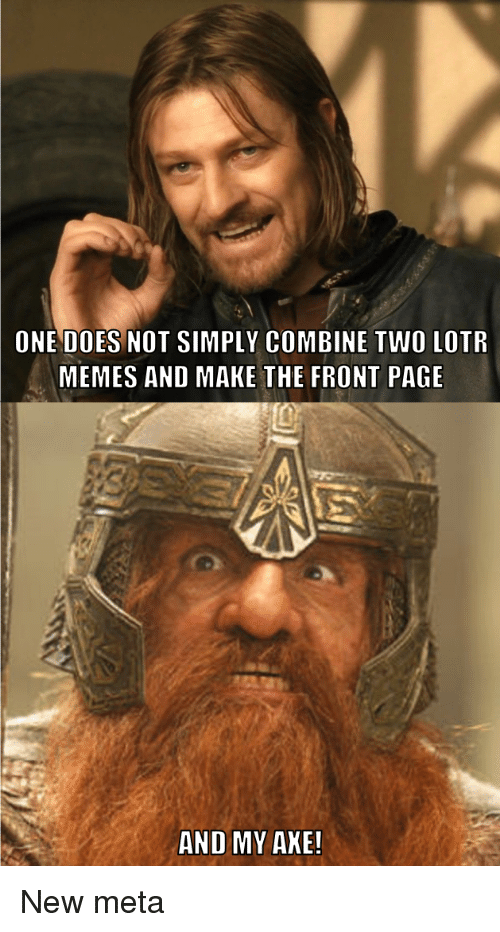 ONE DOES NOT SIMPLY COMBINE TWO LOTR
MEMES AND MAKE THE FRONT PAGE
AND MY AXE!
New meta